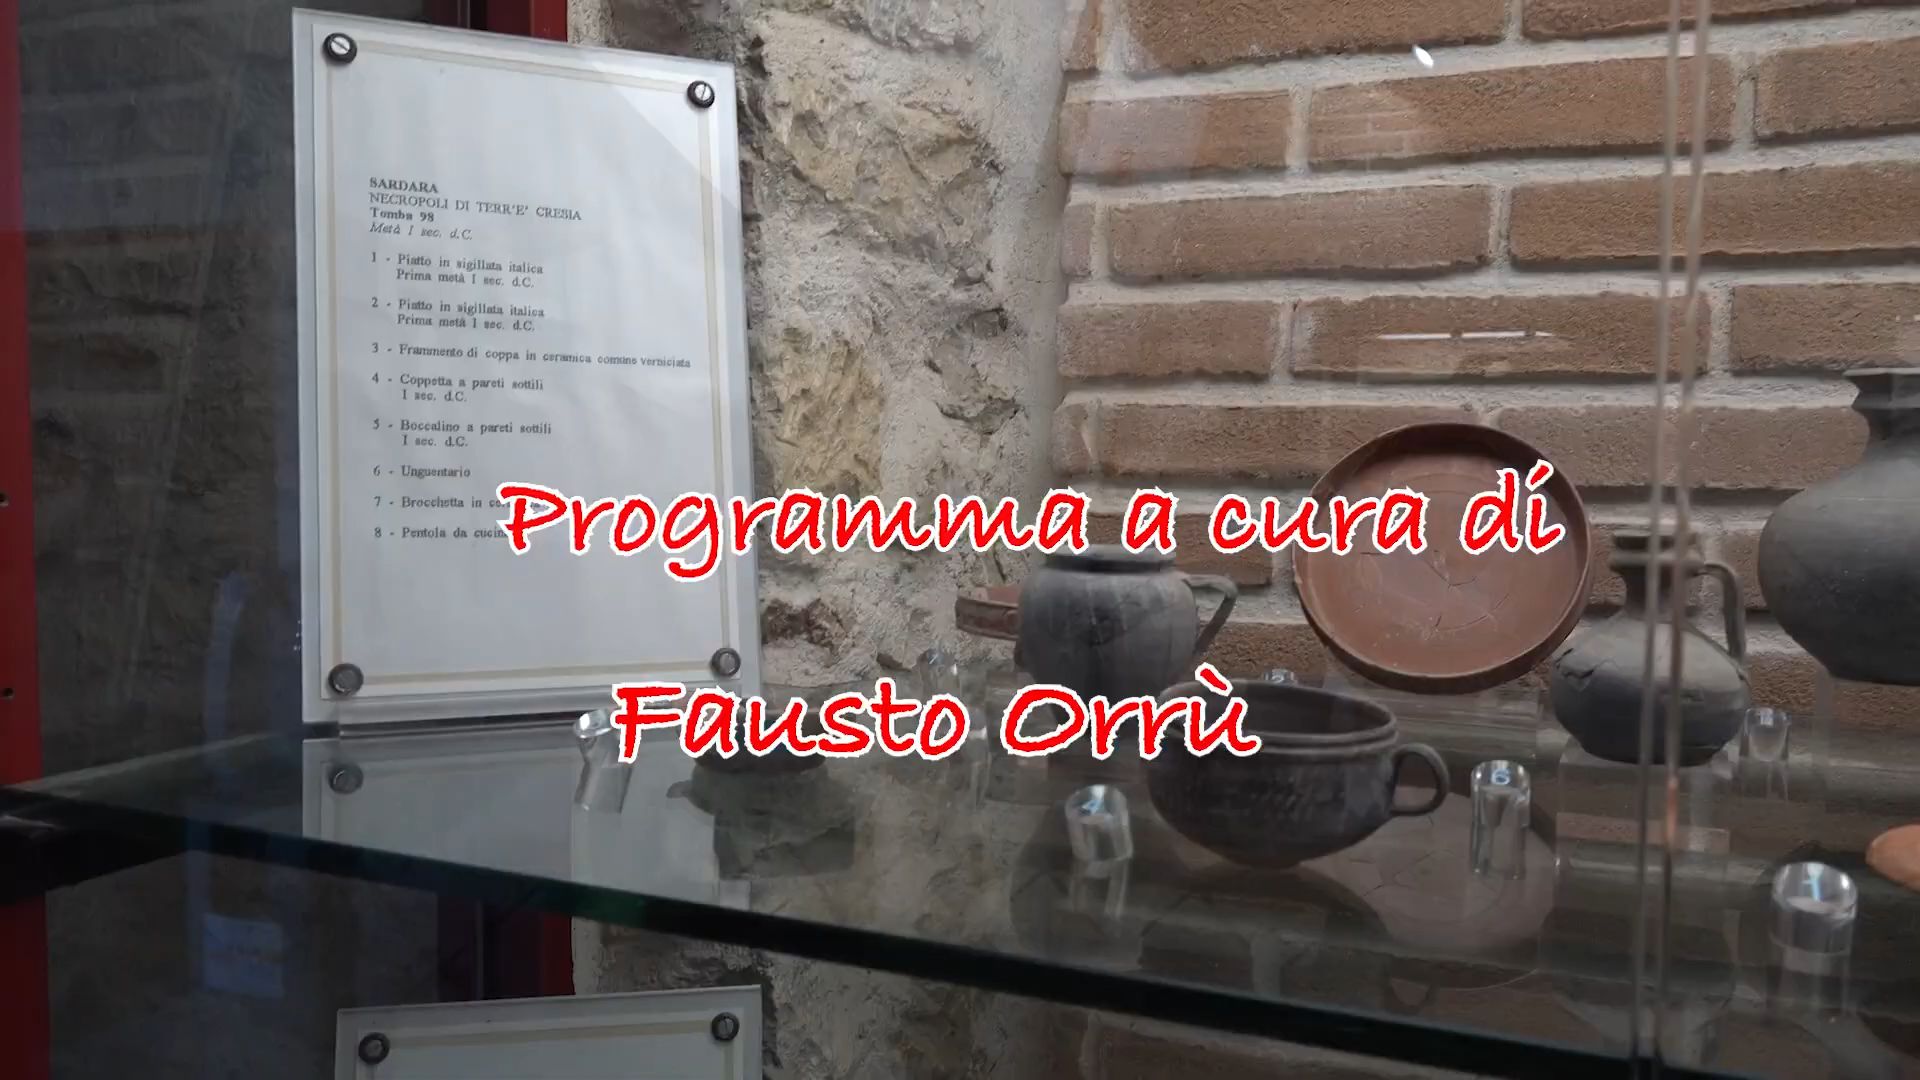 SARDARA
NECROPOLI DI TERR'E' CRESIA
Tomba 98
Metà I sec. d.C.
1 - Piatto in sigillata italica
Prima metà I sec. d.C.
2 - Piatto in sigillata italica
Prima metà I sec. d.C.
3 - Frammento di coppa in ceramica comune verniciata
4 - Coppetta a pareti sottili
I sec. d.C.
5 - Boccalino a pareti sottili
I sec. d.C.
6 - Unguentario
7 - Brocchetta in
8 - Pentola da
Programma a cura di
Fausto Orrù
4
6